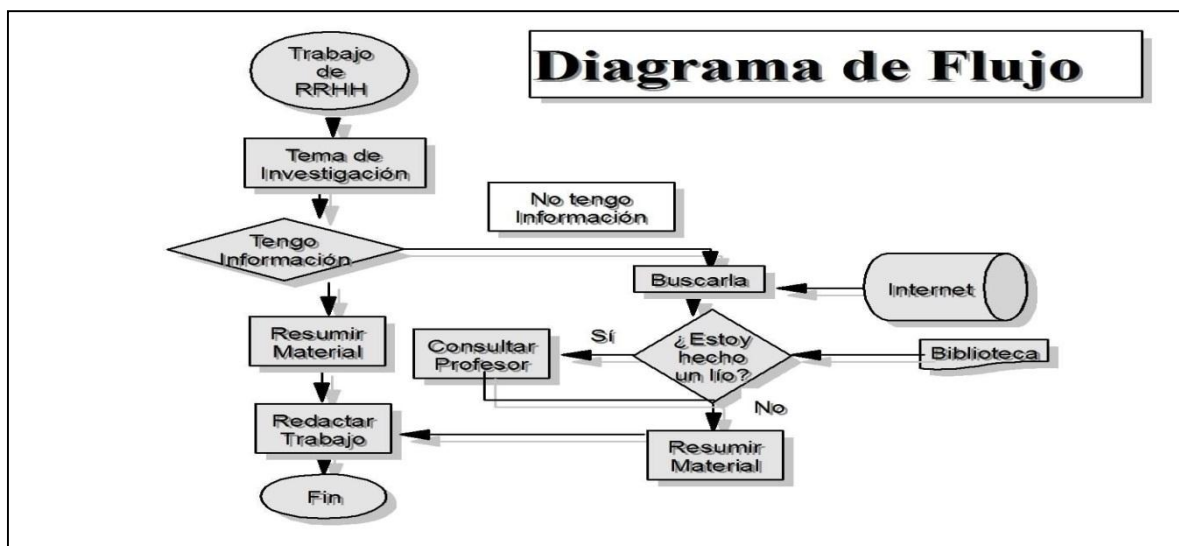 Trabajo
de
RRHH
Diagrama de Flujo
Tema de
Investigación
No tengo
Información
Tengo
Información
Buscarla
Internet
Resumir
Material
Consultar
Profesor
Sí
¿Estoy
hecho
un lío?
Biblioteca
No
Redactar
Trabajo
Resumir
Material
Fin